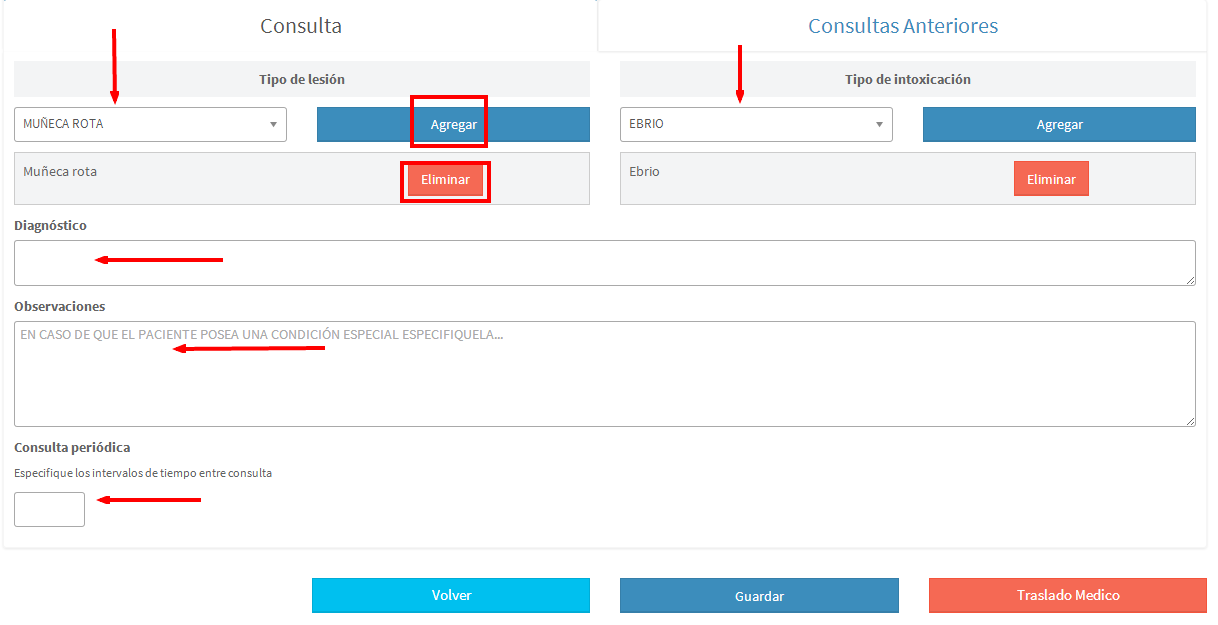 Consulta
Consultas Anteriores
Tipo de lesión
Tipo de intoxicación
MUÑECA ROTA
Agregar
EBRIO
Agregar
Muñeca rota
Eliminar
Ebrio
Eliminar
Diagnóstico
Observaciones
EN CASO DE QUE EL PACIENTE POSEA UNA CONDICIÓN ESPECIAL ESPECIFIQUELA...
Consulta periódica
Especifique los intervalos de tiempo entre consulta
Volver
Guardar
Traslado Medico